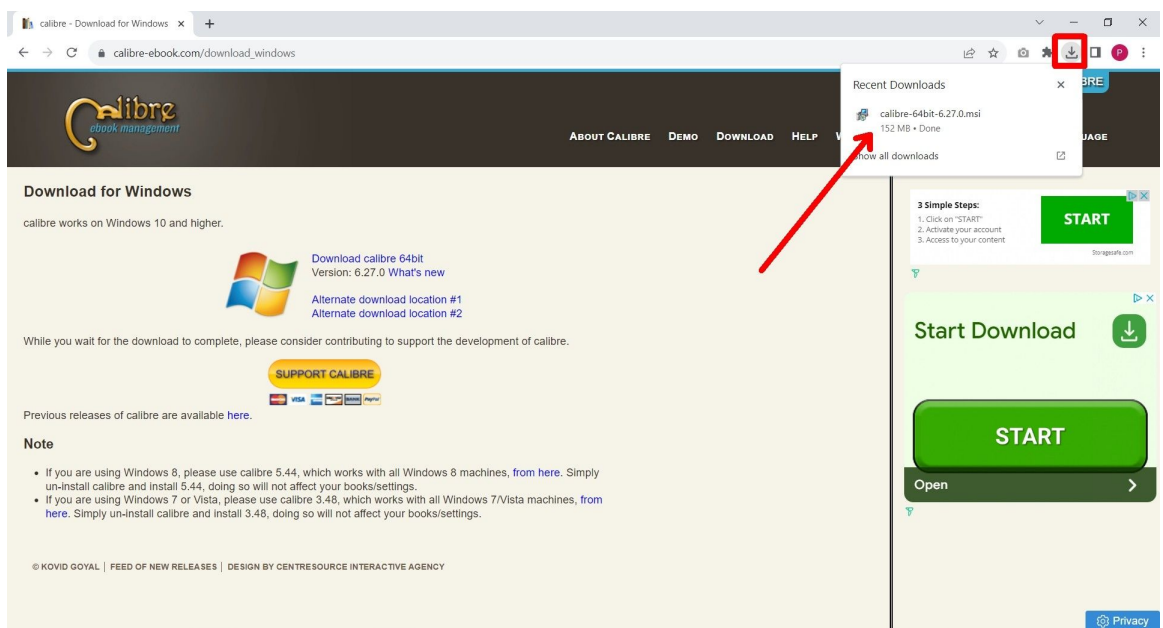 calibre - Download for Windows
calibre-ebook.com/download_windows
P
Recent Downloads
calibre-64bit-6.27.0.msi
152 MB • Done
Show all downloads
BRE
Calibre
ebook management
ABOUT CALIBRE DEMO DOWNLOAD HELP W UAGE
Download for Windows
calibre works on Windows 10 and higher.
Download calibre 64bit
Version: 6.27.0 What's new
Alternate download location #1
Alternate download location #2
While you wait for the download to complete, please consider contributing to support the development of calibre.
SUPPORT CALIBRE
VISA BANK PayPal
Previous releases of calibre are available here.
Note
• If you are using Windows 8, please use calibre 5.44, which works with all Windows 8 machines, from here. Simply
un-install calibre and install 5.44, doing so will not affect your books/settings.
• If you are using Windows 7 or Vista, please use calibre 3.48, which works with all Windows 7/Vista machines, from
here. Simply un-install calibre and install 3.48, doing so will not affect your books/settings.
© KOVID GOYAL | FEED OF NEW RELEASES | DESIGN BY CENTRESOURCE INTERACTIVE AGENCY
3 Simple Steps:
1. Click on "START"
2. Activate your account
3. Access to your content
START
Storagesafe.com
Start Download
START
Open
Privacy